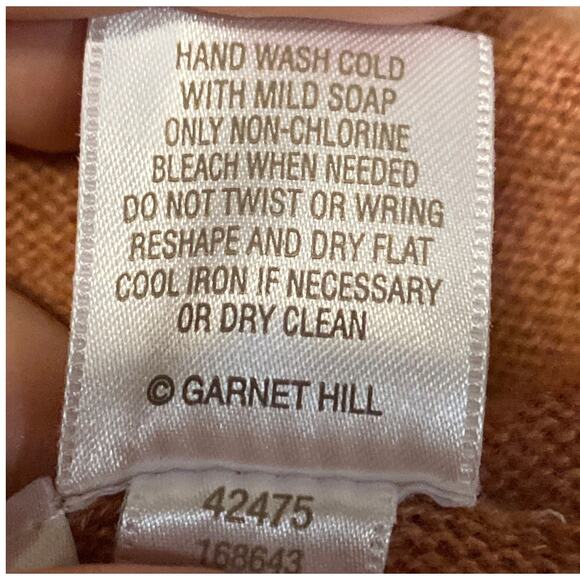 HAND WASH COLD
WITH MILD SOAP
ONLY NON-CHLORINE
BLEACH WHEN NEEDED
DO NOT TWIST OR WRING
RESHAPE AND DRY FLAT
COOL IRON IF NECESSARY
OR DRY CLEAN
© GARNET HILL
42475
168643